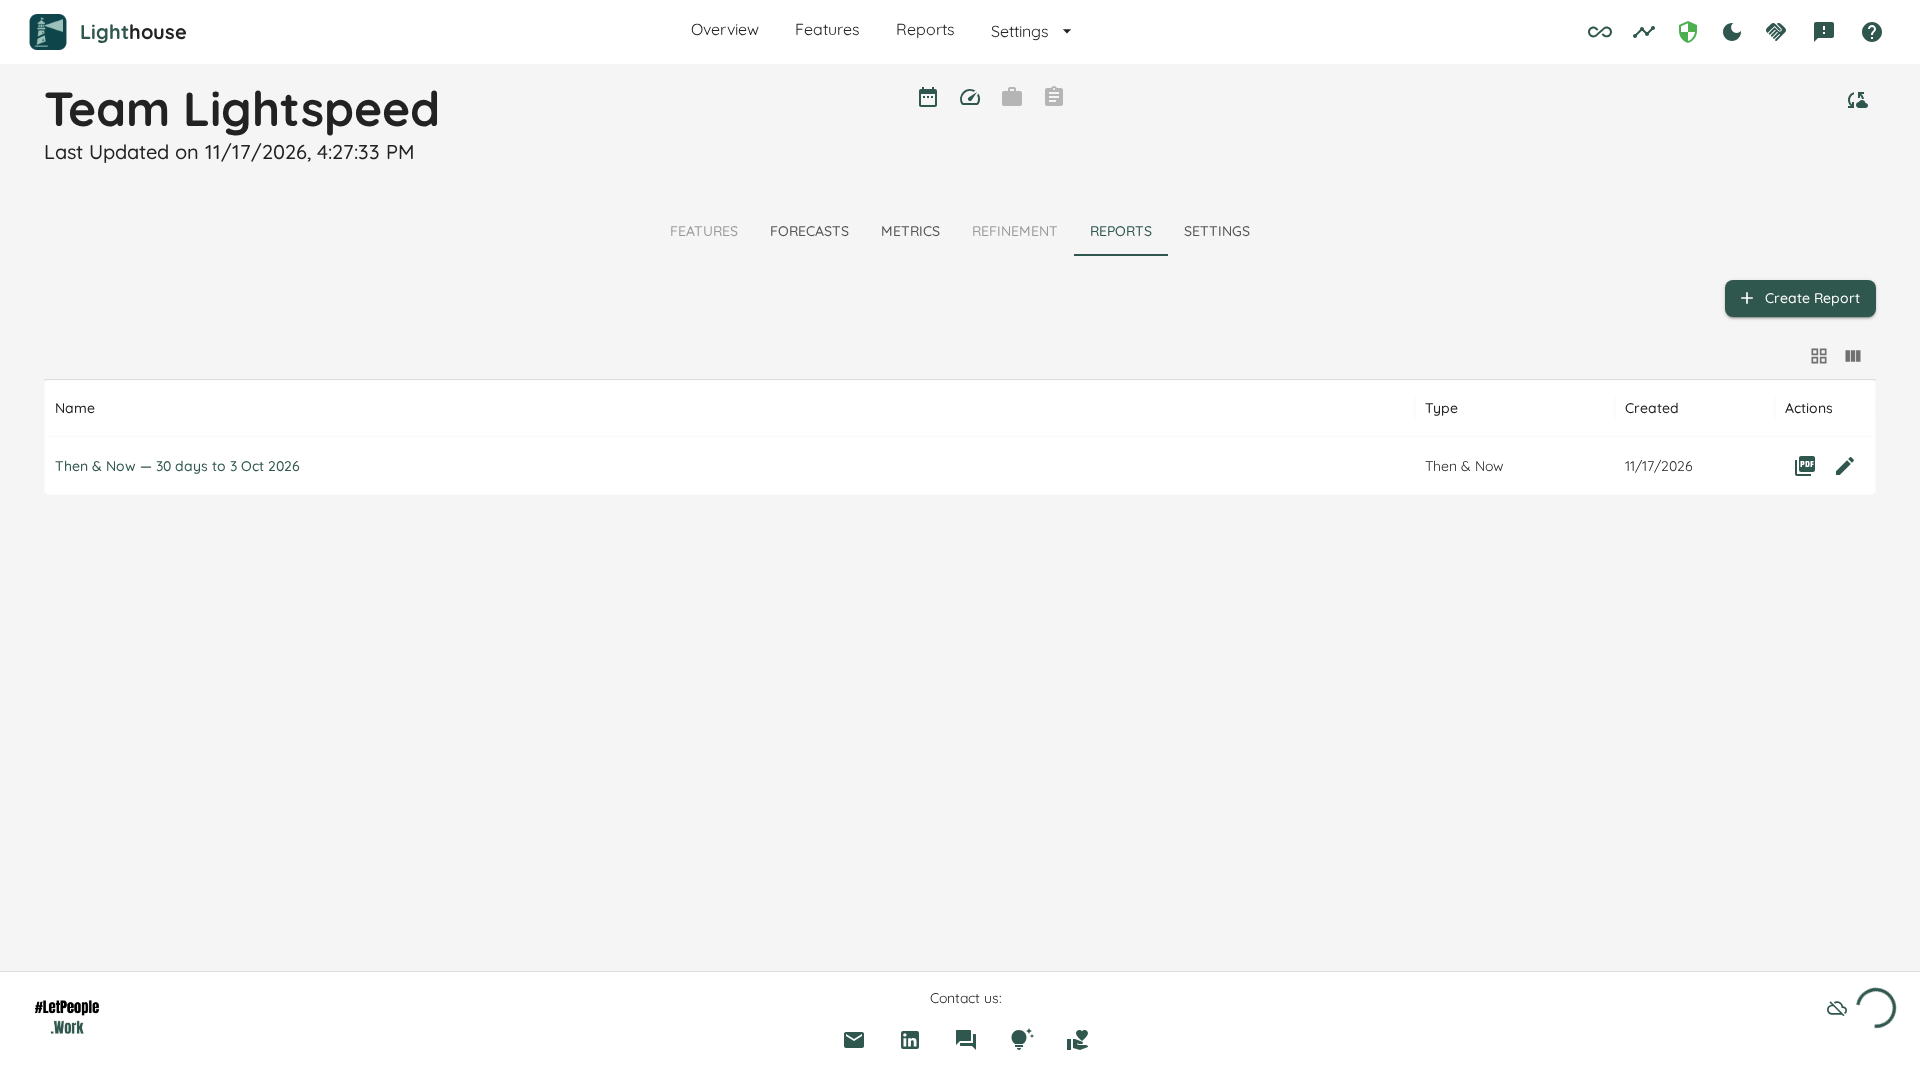 Lighthouse
Overview
Features
Reports
Settings
Team Lightspeed
Last Updated on 11/17/2026, 4:27:33 PM
FEATURES
FORECASTS
METRICS
REFINEMENT
REPORTS
SETTINGS
Create Report
Name
Type
Created
Actions
Then & Now — 30 days to 3 Oct 2026
Then & Now
11/17/2026
PDF
#LetPeople
.Work
Contact us: